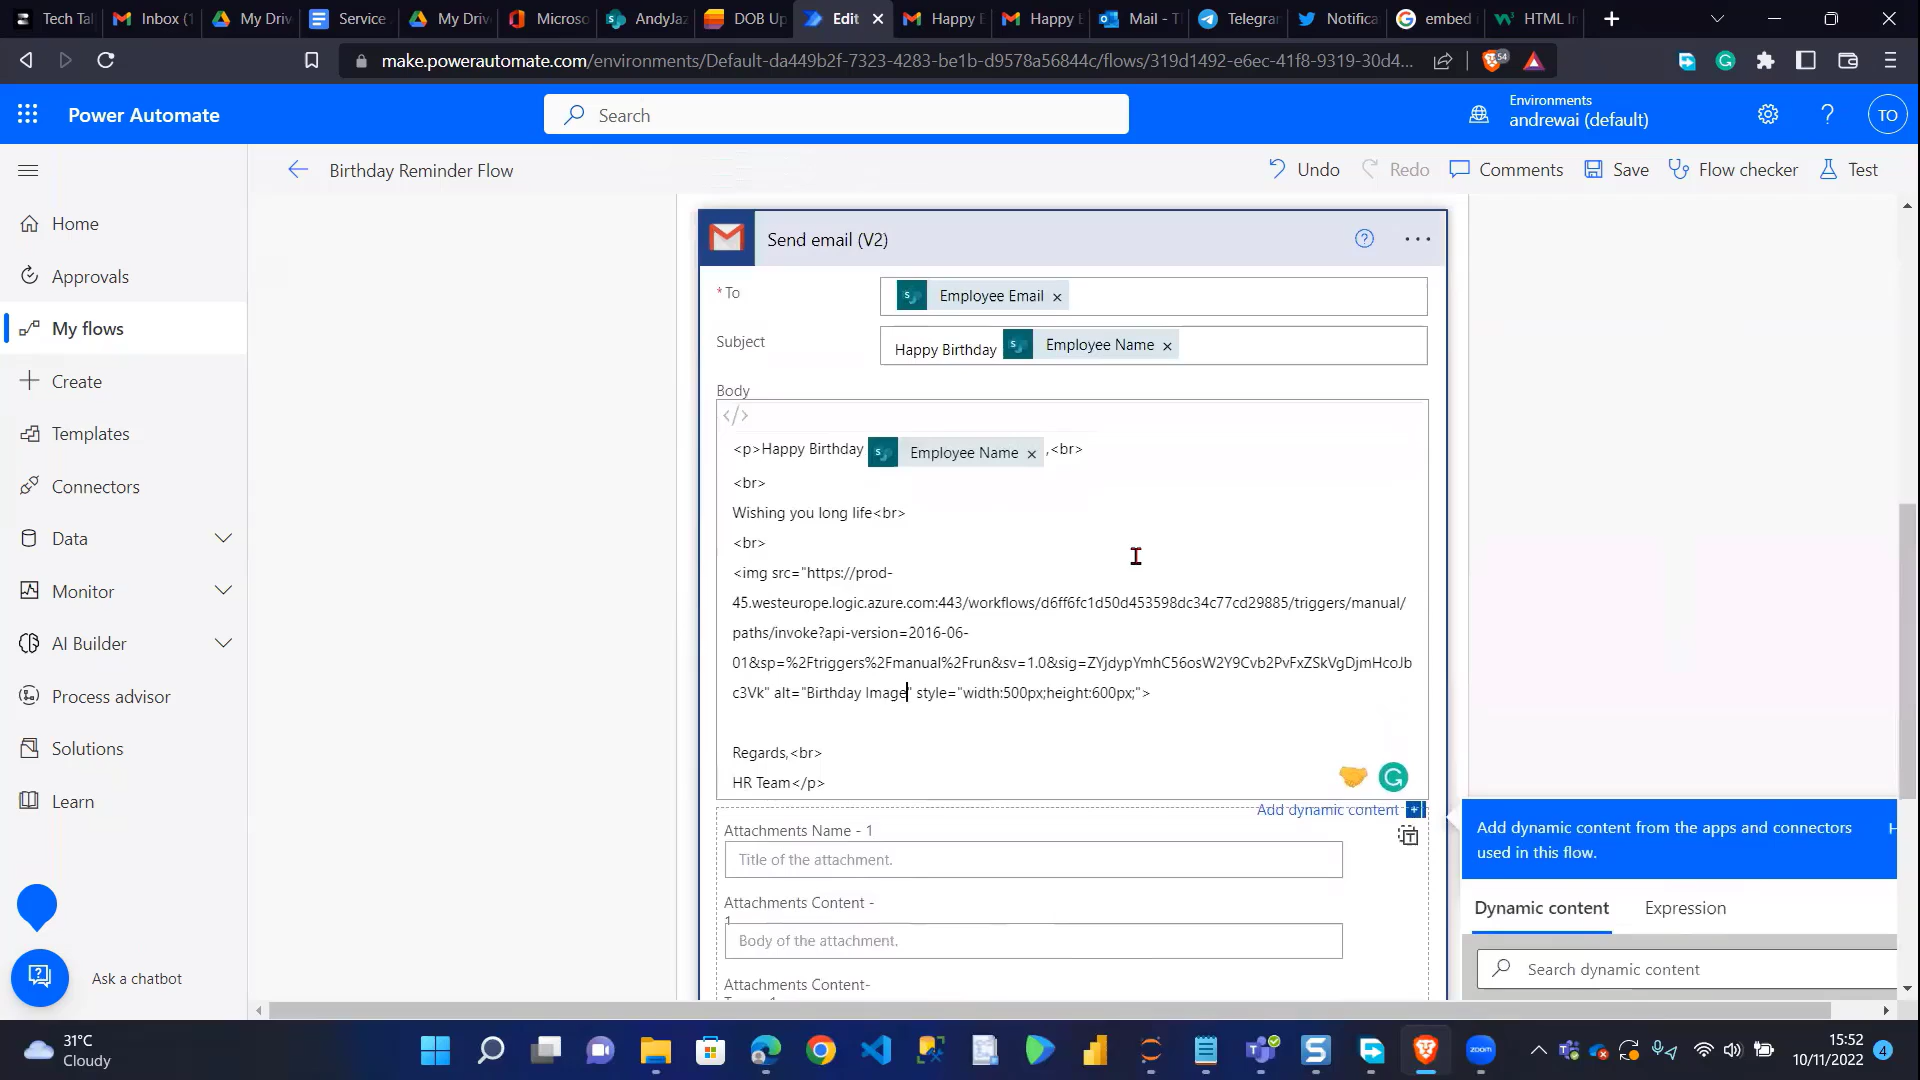 Tech Tal
Inbox (1
My Driv
Service
My Driv
Microso
AndyJaz
DOB Up
Edit
Happy B
Happy B
Mail - T
Telegra
Notifica
embed
HTML In
make.powerautomate.com/environments/Default-da449b2f-7323-4283-be1b-d9578a56844c/flows/319d1492-e6ec-41f8-9319-30d4...
54
Power Automate
Search
Environments
andrewai (default)
TO
Birthday Reminder Flow
Undo
Redo
Comments
Save
Flow checker
Test
Home
Approvals
My flows
Create
Templates
Connectors
Data
Monitor
AI Builder
Process advisor
Solutions
Learn
Ask a chatbot
Send email (V2)
* To
Employee Email ×
Subject
Happy Birthday Employee Name ×
Body
</>
<p>Happy Birthday Employee Name × ,<br>
<br>
Wishing you long life<br>
<br>
<img src="https://prod-
45.westeurope.logic.azure.com:443/workflows/d6ff6fc1d50d453598dc34c77cd29885/triggers/manual/
paths/invoke?api-version=2016-06-
01&sp=%2Ftriggers%2Fmanual%2Frun&sv=1.0&sig=ZYjdypYmhC56osW2Y9Cvb2PvFxZSkVgDjmHcoJb
c3Vk" alt="Birthday Image" style="width:500px;height:600px;">
Regards,<br>
HR Team</p>
Add dynamic content
Attachments Name - 1
Title of the attachment.
Attachments Content -
1
Body of the attachment.
Attachments Content-
Add dynamic content from the apps and connectors
used in this flow.
Dynamic content
Expression
Search dynamic content
31°C
Cloudy
zoom
15:52
10/11/2022
4